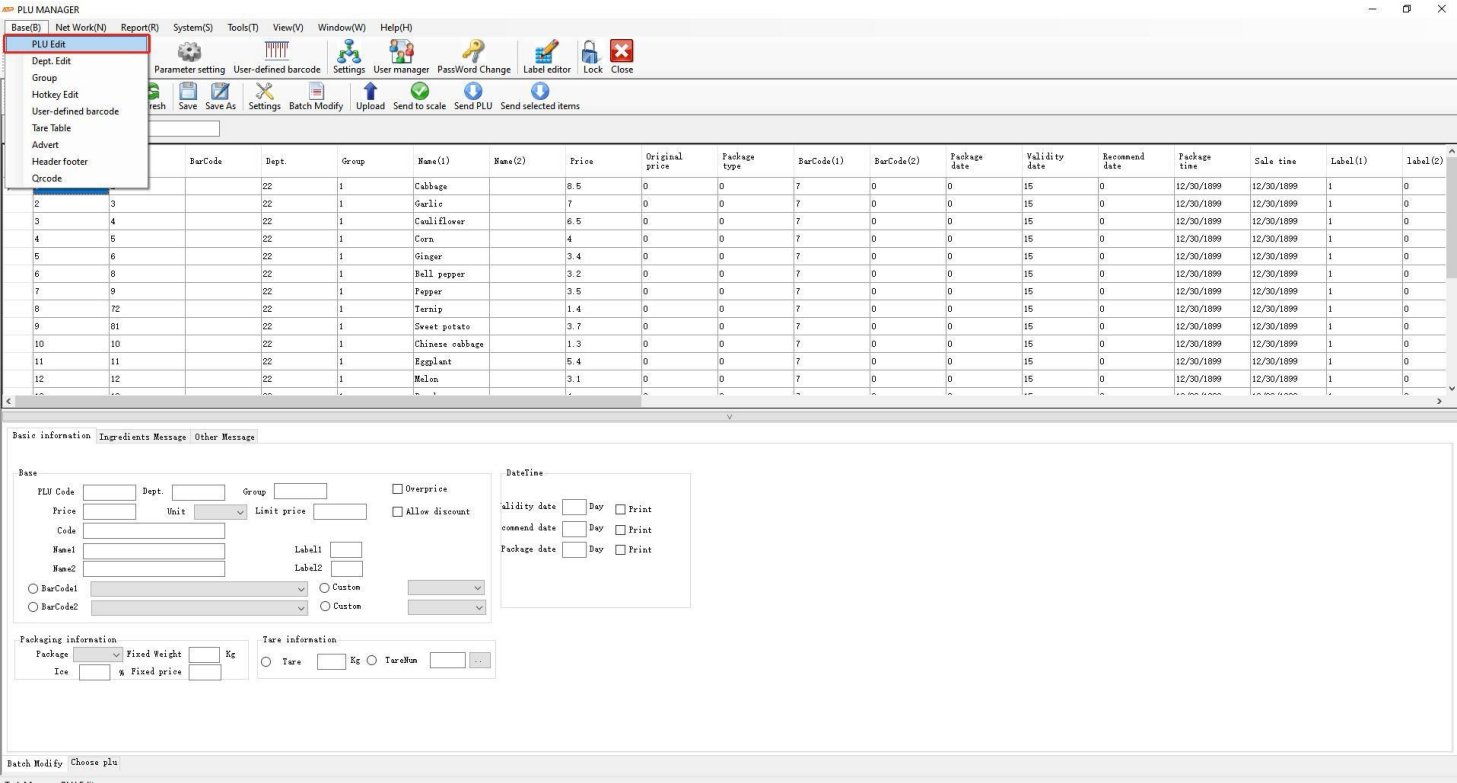 PLU MANAGER
Base(B) Net Work(N) Report(R) System(S) Tools(T) View(V) Window(W) Help(H)
PLU Edit
Dept. Edit
Group
Hotkey Edit
User-defined barcode
Tare Table
Advert
Header footer
Qrcode
Parameter setting User-defined barcode Settings User manager PassWord Change Label editor Lock Close
Save Save As Settings Batch Modify Upload Send to scale Send PLU Send selected items
BarCode Dept. Group Name(1) Name(2) Price Original price Package type BarCode(1) BarCode(2) Package date Validity date Recommend date Package time Sale time Label(1) label(2)
22 1 Cabbage 8.5 0 0 7 0 0 15 0 12/30/1899 12/30/1899 1 0
2 3 22 1 Garlic 7 0 0 7 0 0 15 0 12/30/1899 12/30/1899 1 0
3 4 22 1 Cauliflower 6.5 0 0 7 0 0 15 0 12/30/1899 12/30/1899 1 0
4 5 22 1 Corn 4 0 0 7 0 0 15 0 12/30/1899 12/30/1899 1 0
5 6 22 1 Ginger 3.4 0 0 7 0 0 15 0 12/30/1899 12/30/1899 1 0
6 8 22 1 Bell pepper 3.2 0 0 7 0 0 15 0 12/30/1899 12/30/1899 1 0
7 9 22 1 Pepper 3.5 0 0 7 0 0 15 0 12/30/1899 12/30/1899 1 0
8 72 22 1 Ternip 1.4 0 0 7 0 0 15 0 12/30/1899 12/30/1899 1 0
9 81 22 1 Sweet potato 3.7 0 0 7 0 0 15 0 12/30/1899 12/30/1899 1 0
10 10 22 1 Chinese cabbage 1.3 0 0 7 0 0 15 0 12/30/1899 12/30/1899 1 0
11 11 22 1 Eggplant 5.4 0 0 7 0 0 15 0 12/30/1899 12/30/1899 1 0
12 12 22 1 Melon 3.1 0 0 7 0 0 15 0 12/30/1899 12/30/1899 1 0
Basic information Ingredients Message Other Message
Base
PLU Code Dept. Group Overprice
Price Unit Limit price Allow discount
Code
Name1 Label1
Name2 Label2
BarCode1 Custom
BarCode2 Custom
DateTime
alidity date Day Print
commend date Day Print
Package date Day Print
Packaging information
Package Fixed Weight Kg
Ice % Fixed price
Tare information
Tare Kg TareNum ..
Batch Modify Choose plu